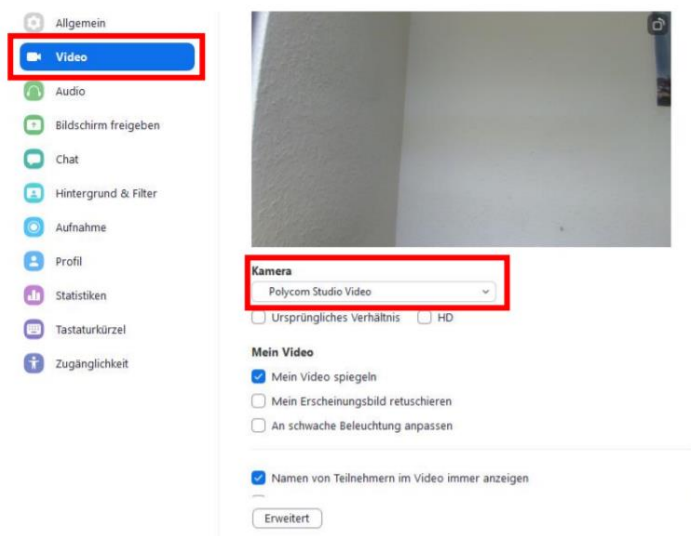 Allgemein
Video
Audio
Bildschirm freigeben
Chat
Hintergrund & Filter
Aufnahme
Profil
Statistiken
Tastaturkürzel
Zugänglichkeit
Kamera
Polycom Studio Video
Ursprüngliches Verhältnis HD
Mein Video
Mein Video spiegeln
Mein Erscheinungsbild retuschieren
An schwache Beleuchtung anpassen
Namen von Teilnehmern im Video immer anzeigen
Erweitert